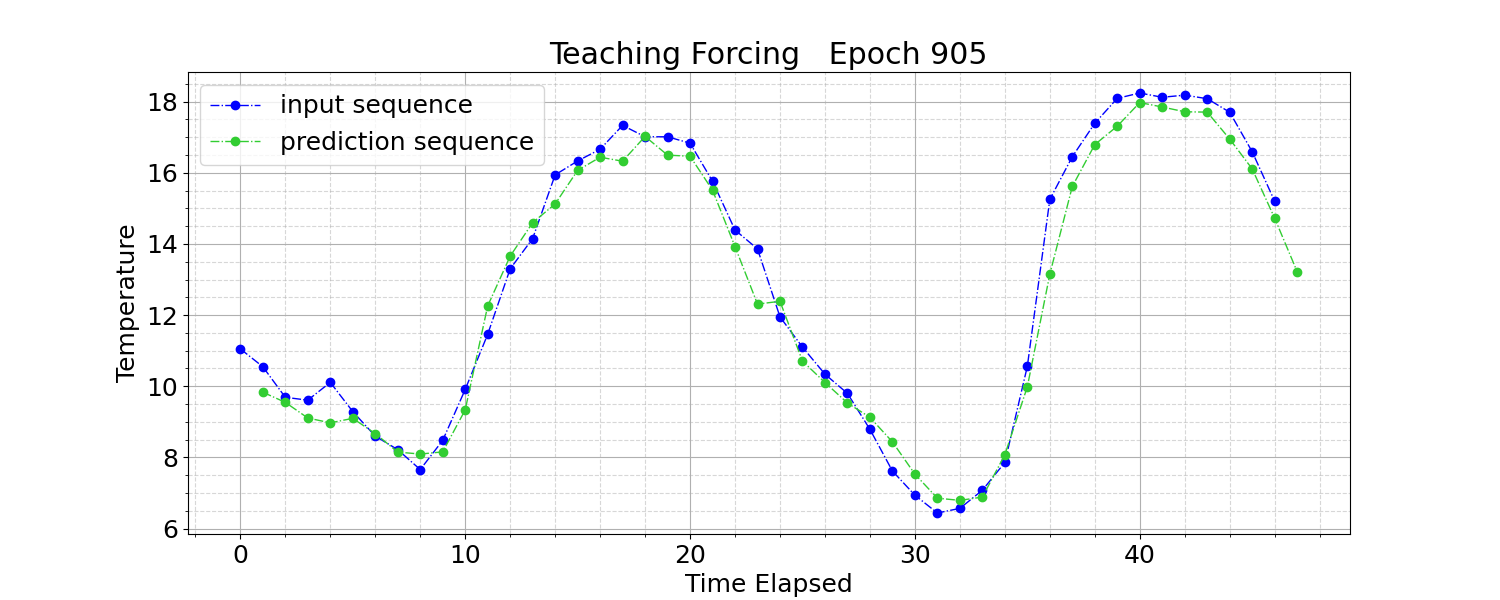 Teaching Forcing   Epoch 905
input sequence
prediction sequence
Temperature
18
16
14
12
10
8
6
0 10 20 30 40
Time Elapsed